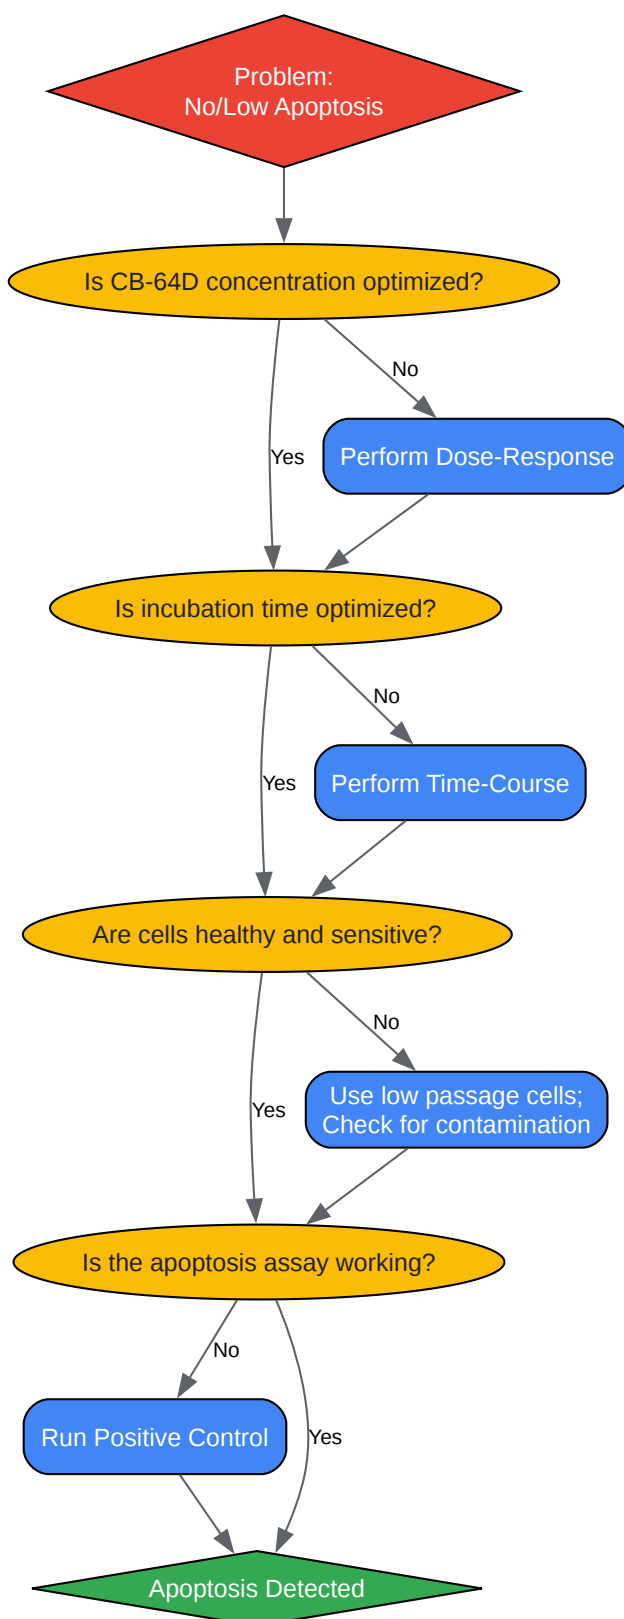 Problem:
No/Low Apoptosis
Is CB-64D concentration optimized?
No
Yes
Perform Dose-Response
Is incubation time optimized?
No
Yes
Perform Time-Course
Are cells healthy and sensitive?
No
Yes
Use low passage cells;
Check for contamination
Is the apoptosis assay working?
No
Run Positive Control
Yes
Apoptosis Detected